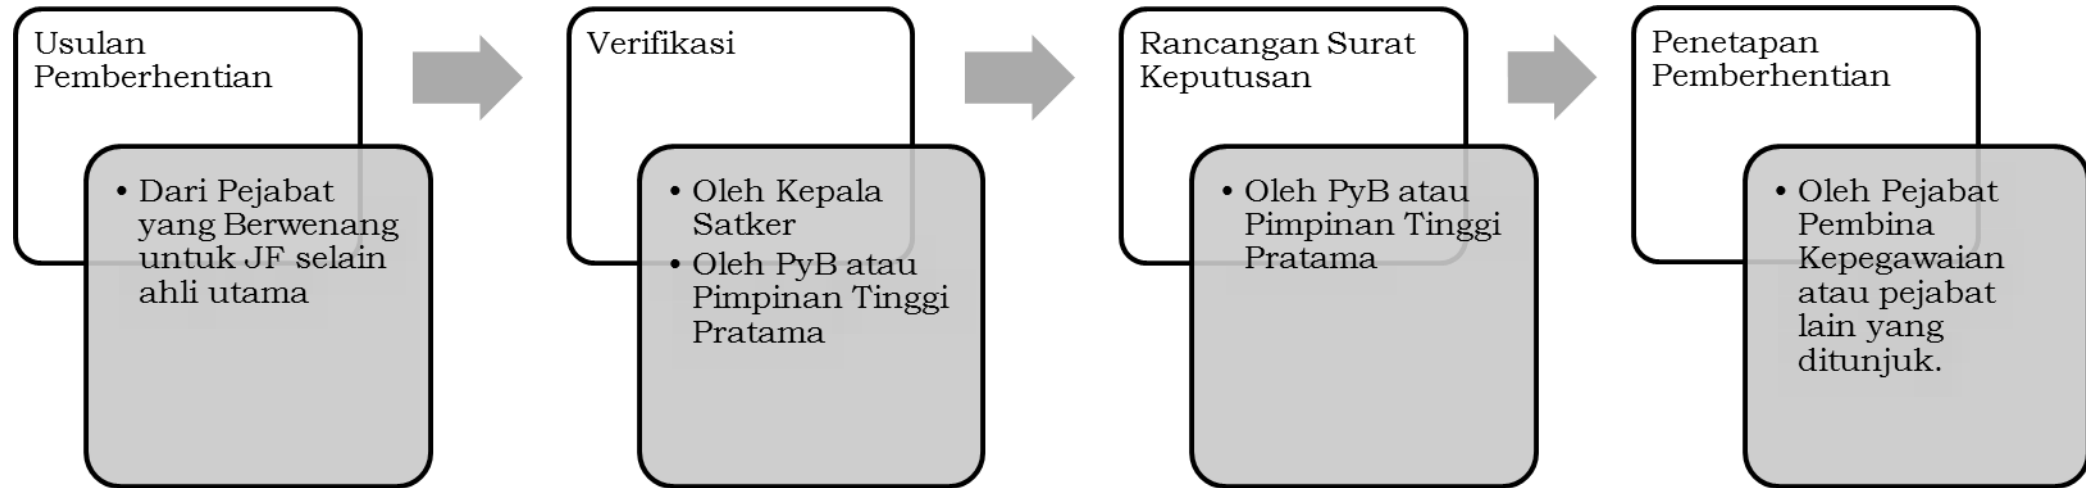 Usulan
Pemberhentian
• Dari Pejabat
yang Berwenang
untuk JF selain
ahli utama
Verifikasi
• Oleh Kepala
Satker
• Oleh PyB atau
Pimpinan Tinggi
Pratama
Rancangan Surat
Keputusan
• Oleh PyB atau
Pimpinan Tinggi
Pratama
Penetapan
Pemberhentian
• Oleh Pejabat
Pembina
Kepegawaian
atau pejabat
lain yang
ditunjuk.